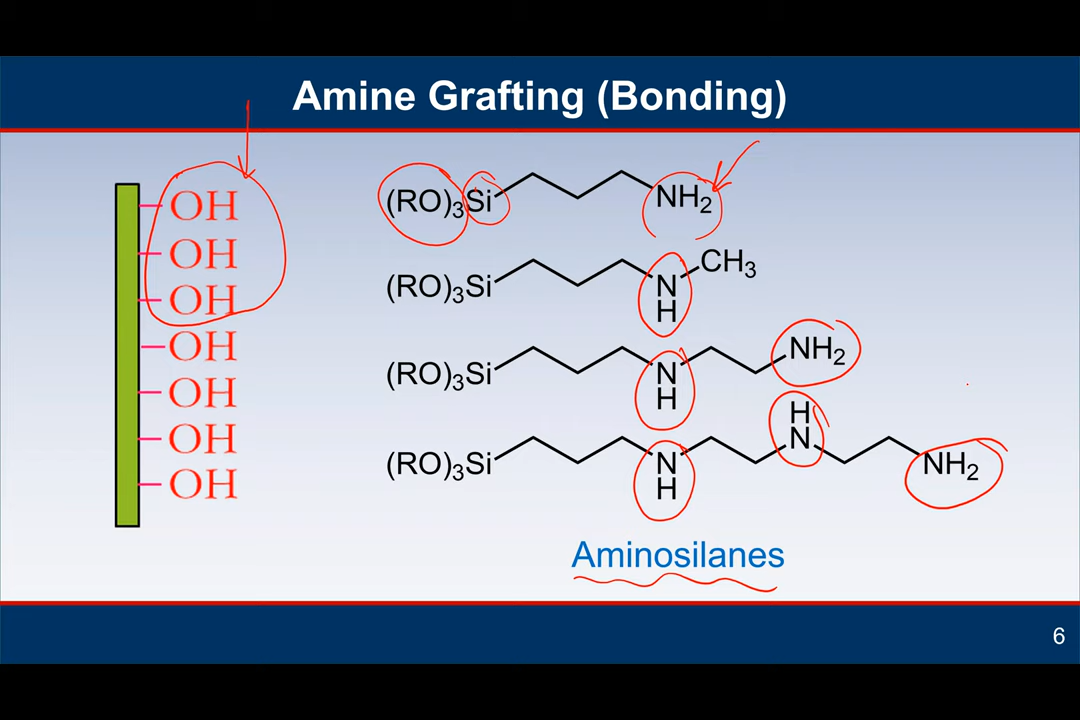 Amine Grafting (Bonding)
OH
OH
OH
OH
OH
OH
OH
(RO)₃Si NH₂
(RO)₃Si N H CH₃
(RO)₃Si N H NH₂
(RO)₃Si N H H N NH₂
Aminosilanes
6